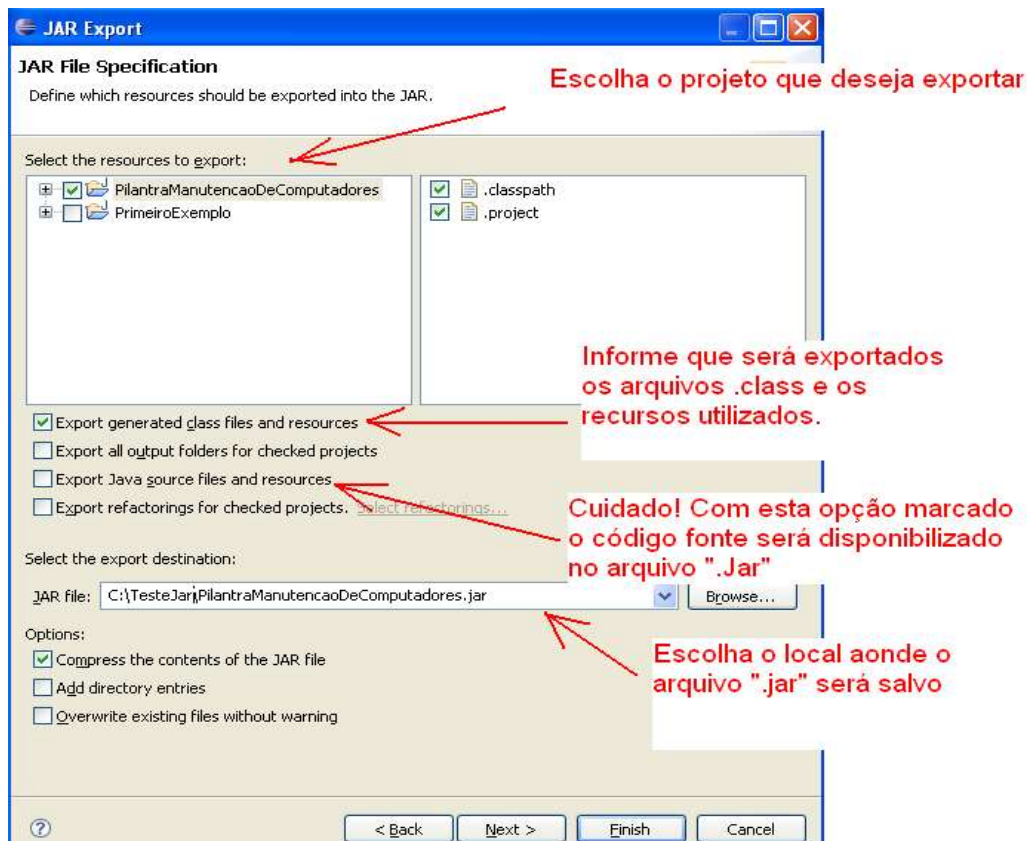 JAR Export
JAR File Specification
Define which resources should be exported into the JAR.
Escolha o projeto que deseja exportar
Select the resources to export:
PilantraManutencaoDeComputadores
PrimeiroExemplo
.classpath
.project
Informe que será exportados
os arquivos .class e os
recursos utilizados.
Export generated class files and resources
Export all output folders for checked projects
Export Java source files and resources
Export refactorings for checked projects. Select refactorings...
Cuidado! Com esta opção marcado
o código fonte será disponibilizado
no arquivo ".Jar"
Select the export destination:
JAR file: C:\TesteJar\PilantraManutencaoDeComputadores.jar
Browse...
Escolha o local aonde o
arquivo ".jar" será salvo
Options:
Compress the contents of the JAR file
Add directory entries
Overwrite existing files without warning
? < Back Next > Finish Cancel